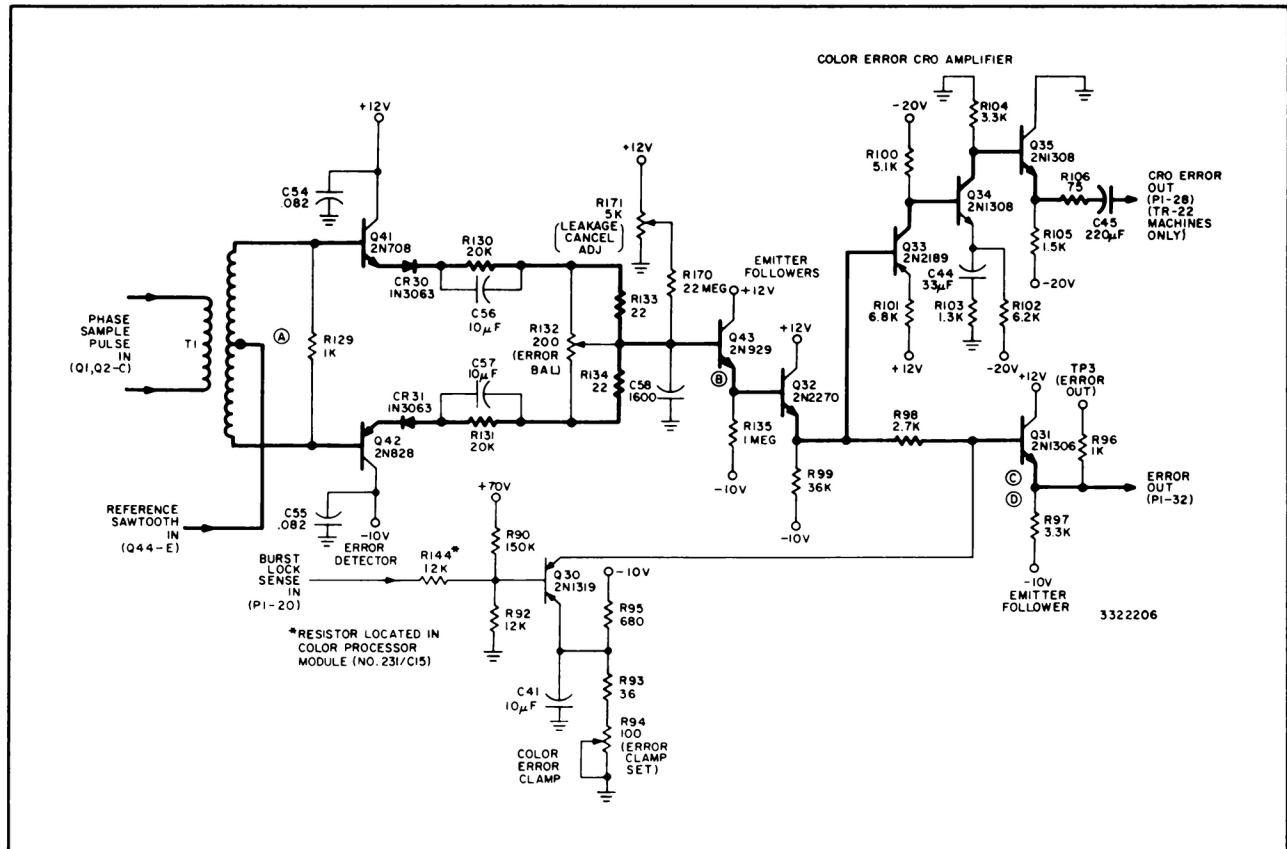 COLOR ERROR CRO AMPLIFIER
+12V
C54
.082
Q41
2N708
R130
20K
CR30
1N3063
C56
10μF
PHASE
SAMPLE
PULSE
IN
(Q1,Q2-C)
T1
A
R129
1K
+12V
R171
5K
(LEAKAGE
CANCEL
ADJ)
R170
22 MEG
R133
22
R132
200
(ERROR
BAL)
R134
22
C57
10μF
CR31
1N3063
R131
20K
C58
1600
Q42
2N828
C55
.082
-10V
ERROR
DETECTOR
REFERENCE
SAWTOOTH
IN
(Q44-E)
EMITTER
FOLLOWERS
+12V
Q43
2N929
B
R135
1 MEG
-10V
+12V
Q32
2N2270
R99
36K
-10V
-20V
R100
5.1K
Q33
2N2189
R101
6.8K
+12V
R104
3.3K
Q34
2N1308
C44
33μF
R103
1.3K
R102
6.2K
-20V
Q35
2N1308
R106
75
C45
220μF
R105
1.5K
-20V
CRO ERROR
OUT
(P1-28)
(TR-22
MACHINES
ONLY)
R98
2.7K
+12V
Q31
2N1306
C
D
TP3
(ERROR
OUT)
R96
1K
ERROR
OUT
(P1-32)
R97
3.3K
-10V
EMITTER
FOLLOWER
3322206
BURST
LOCK
SENSE
IN
(P1-20)
R144*
12K
+70V
R90
150K
R92
12K
Q30
2N1319
-10V
R95
680
R93
36
C41
10μF
R94
100
(ERROR
CLAMP
SET)
COLOR
ERROR
CLAMP
*RESISTOR LOCATED IN
COLOR PROCESSOR
MODULE (NO. 231/C15)